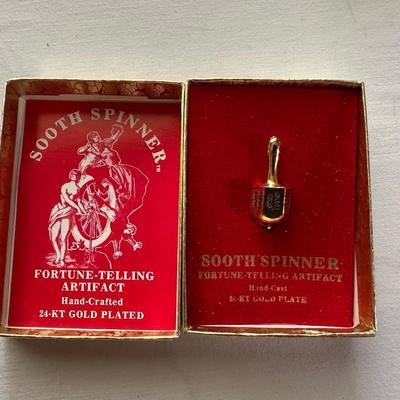 SOOTH SPINNER™
FORTUNE-TELLING
ARTIFACT
Hand-Crafted
24-KT GOLD PLATED
SOOTH SPINNER
FORTUNE-TELLING ARTIFACT
Hand-Cast
24-KT GOLD PLATE